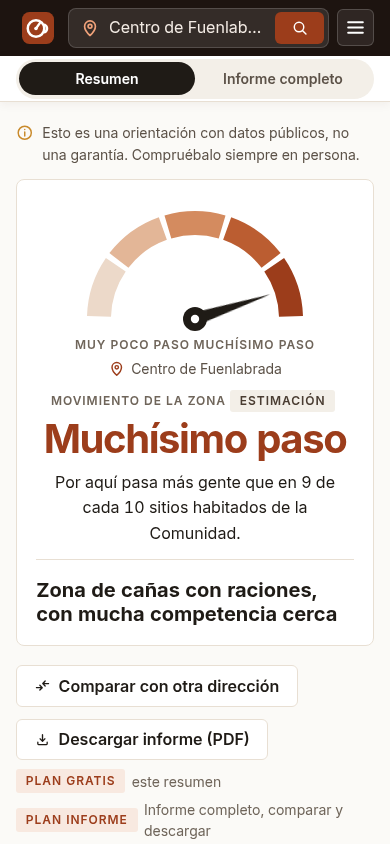 Centro de Fuenlab...
Resumen
Informe completo
Esto es una orientación con datos públicos, no
una garantía. Compruébalo siempre en persona.
MUY POCO PASO MUCHÍSIMO PASO
Centro de Fuenlabrada
MOVIMIENTO DE LA ZONA ESTIMACIÓN
Muchísimo paso
Por aquí pasa más gente que en 9 de
cada 10 sitios habitados de la
Comunidad.
Zona de cañas con raciones,
con mucha competencia cerca
Comparar con otra dirección
Descargar informe (PDF)
PLAN GRATIS este resumen
PLAN INFORME Informe completo, comparar y
descargar